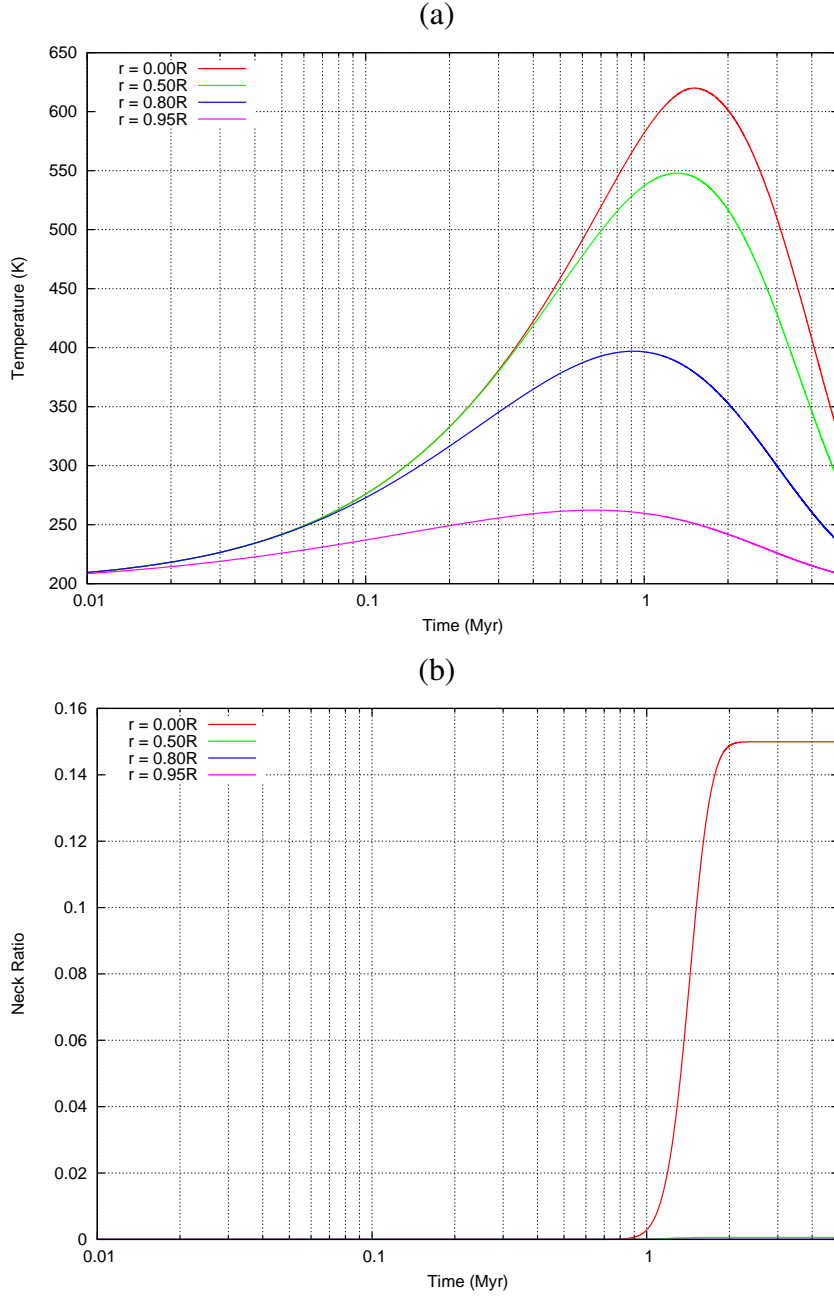 (a)
650
600
550
500
450
400
350
300
250
200
Temperature (K)
r = 0.00R
r = 0.50R
r = 0.80R
r = 0.95R
0.01
0.1
1
Time (Myr)
(b)
0.16
0.14
0.12
0.1
0.08
0.06
0.04
0.02
0
Neck Ratio
r = 0.00R
r = 0.50R
r = 0.80R
r = 0.95R
0.01
0.1
1
Time (Myr)